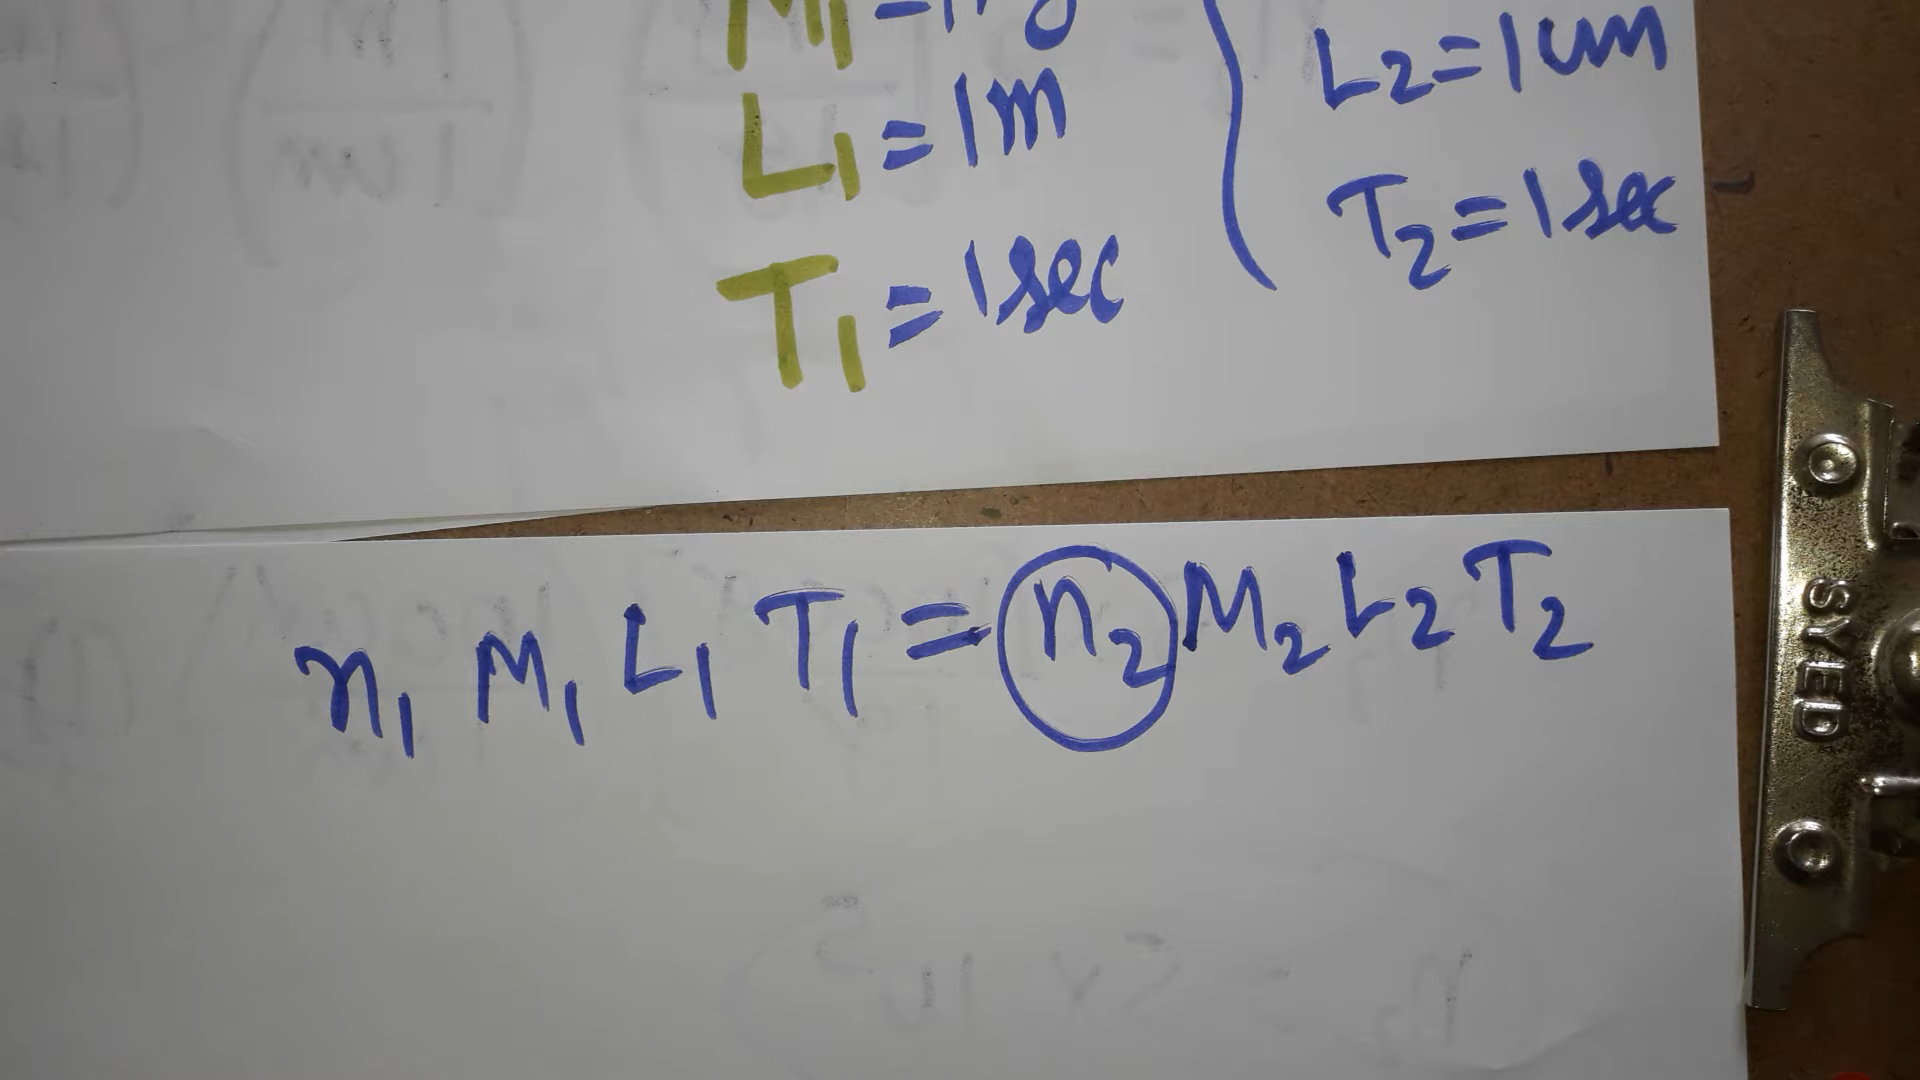 L₁ = 1m
T₁ = 1sec
L₂ = 1cm
T₂ = 1sec
n₁ M₁ L₁ T₁ = n₂ M₂ L₂ T₂
SYED